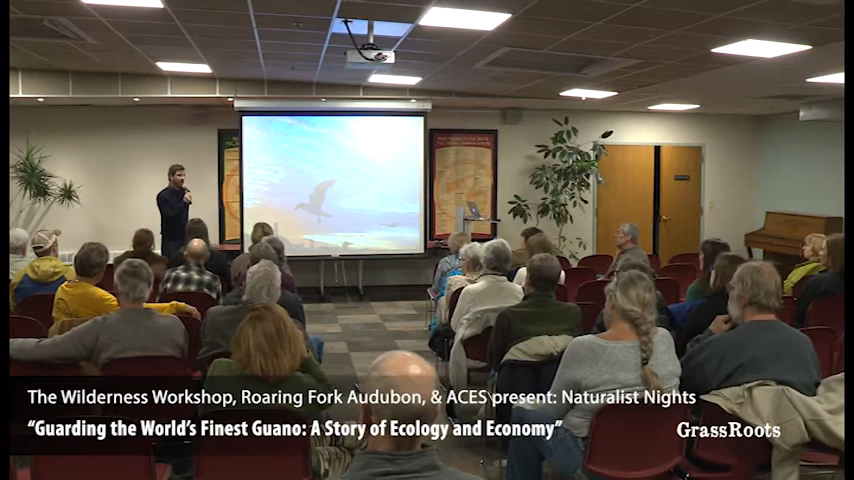 The Wilderness Workshop, Roaring Fork Audubon, & ACES present: Naturalist Nights
“Guarding the World’s Finest Guano: A Story of Ecology and Economy”
GrassRoots